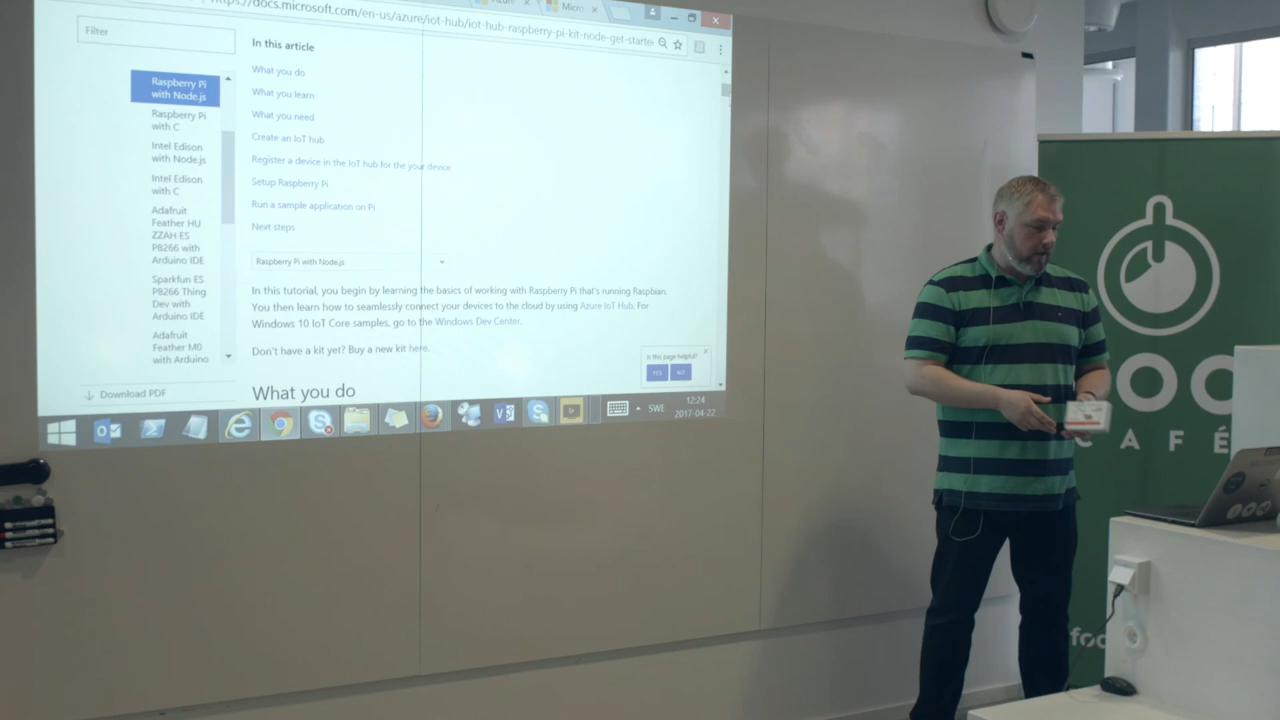 https://docs.microsoft.com/en-us/azure/iot-hub/iot-hub-raspberry-pi-kit-node-get-starte
Micro
Filter
Raspberry Pi
with Node.js
Raspberry Pi
with C
Intel Edison
with Node.js
Intel Edison
with C
Adafruit
Feather HU
ZZAH ES
P8266 with
Arduino IDE
Sparkfun ES
P8266 Thing
Dev with
Arduino IDE
Adafruit
Feather M0
with Arduino
Download PDF
In this article
What you do
What you learn
What you need
Create an IoT hub
Register a device in the IoT hub for the your device
Setup Raspberry Pi
Run a sample application on Pi
Next steps
Raspberry Pi with Node.js
In this tutorial, you begin by learning the basics of working with Raspberry Pi that's running Raspbian.
You then learn how to seamlessly connect your devices to the cloud by using Azure IoT Hub. For
Windows 10 IoT Core samples, go to the Windows Dev Center.
Don't have a kit yet? Buy a new kit here.
What you do
Is this page helpful?
YES NO
SWE
12:24
2017-04-22
CAFÉ
foo